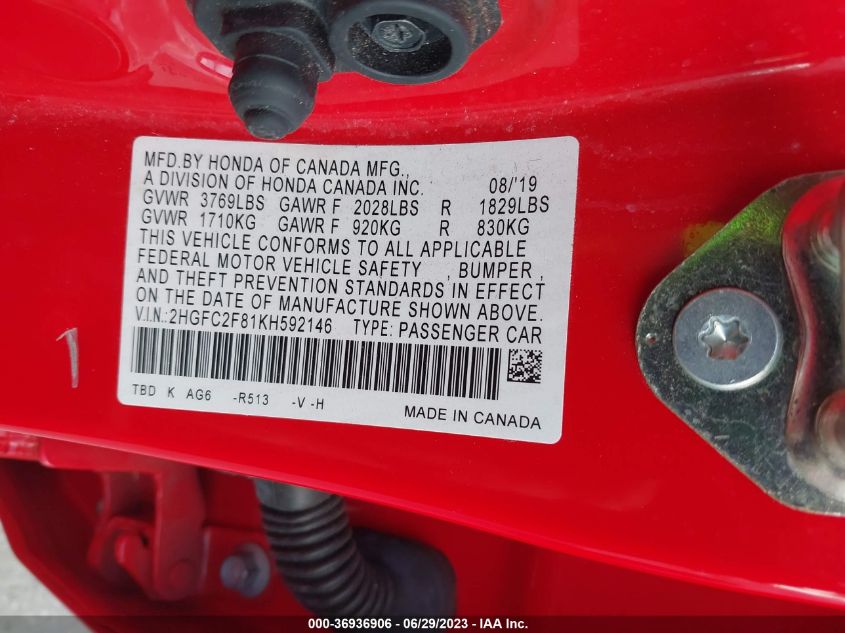 MFD.BY HONDA OF CANADA MFG.,
A DIVISION OF HONDA CANADA INC. 08/'19
GVWR 3769LBS GAWR F 2028LBS R 1829LBS
GVWR 1710KG GAWR F 920KG R 830KG
THIS VEHICLE CONFORMS TO ALL APPLICABLE
FEDERAL MOTOR VEHICLE SAFETY , BUMPER ,
AND THEFT PREVENTION STANDARDS IN EFFECT
ON THE DATE OF MANUFACTURE SHOWN ABOVE.
V.I.N.:2HGFC2F81KH592146 TYPE: PASSENGER CAR
TBD K AG6 -R513 -V -H
MADE IN CANADA
1
000-36936906 / 06/29/2023 - IAA Inc.